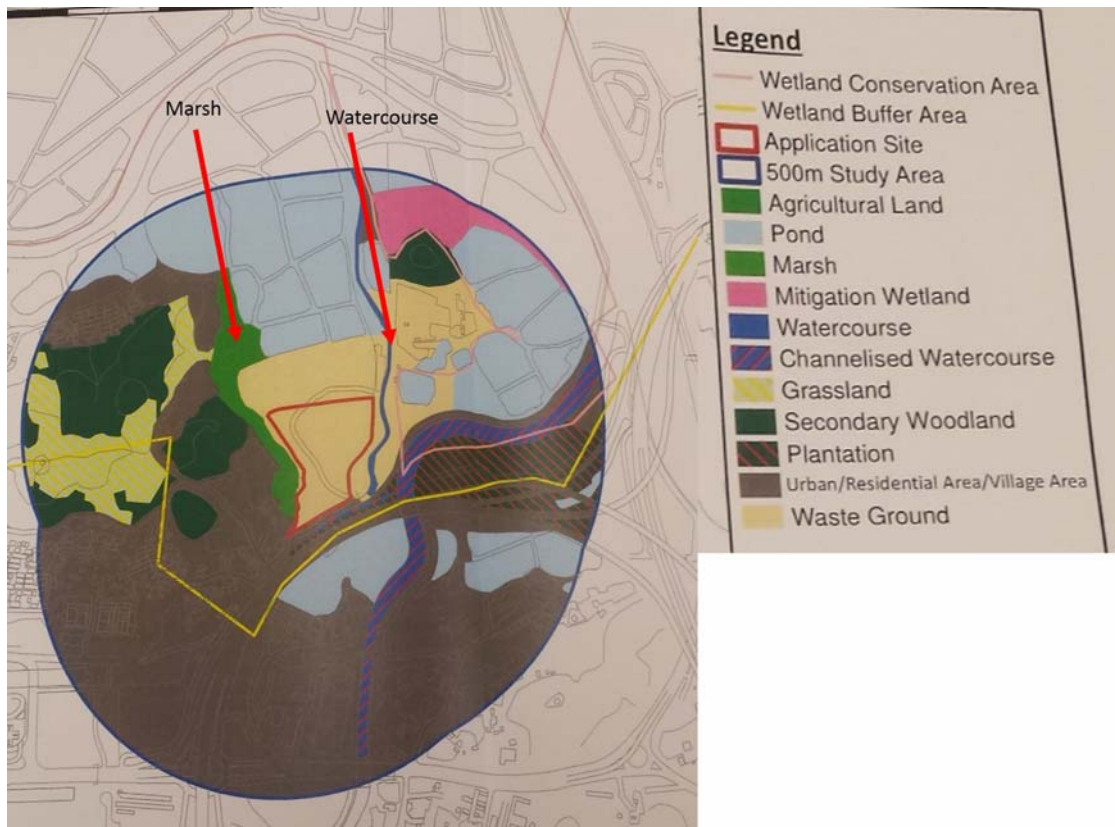 Marsh
Watercourse
Legend
Wetland Conservation Area
Wetland Buffer Area
Application Site
500m Study Area
Agricultural Land
Pond
Marsh
Mitigation Wetland
Watercourse
Channelised Watercourse
Grassland
Secondary Woodland
Plantation
Urban/Residential Area/Village Area
Waste Ground